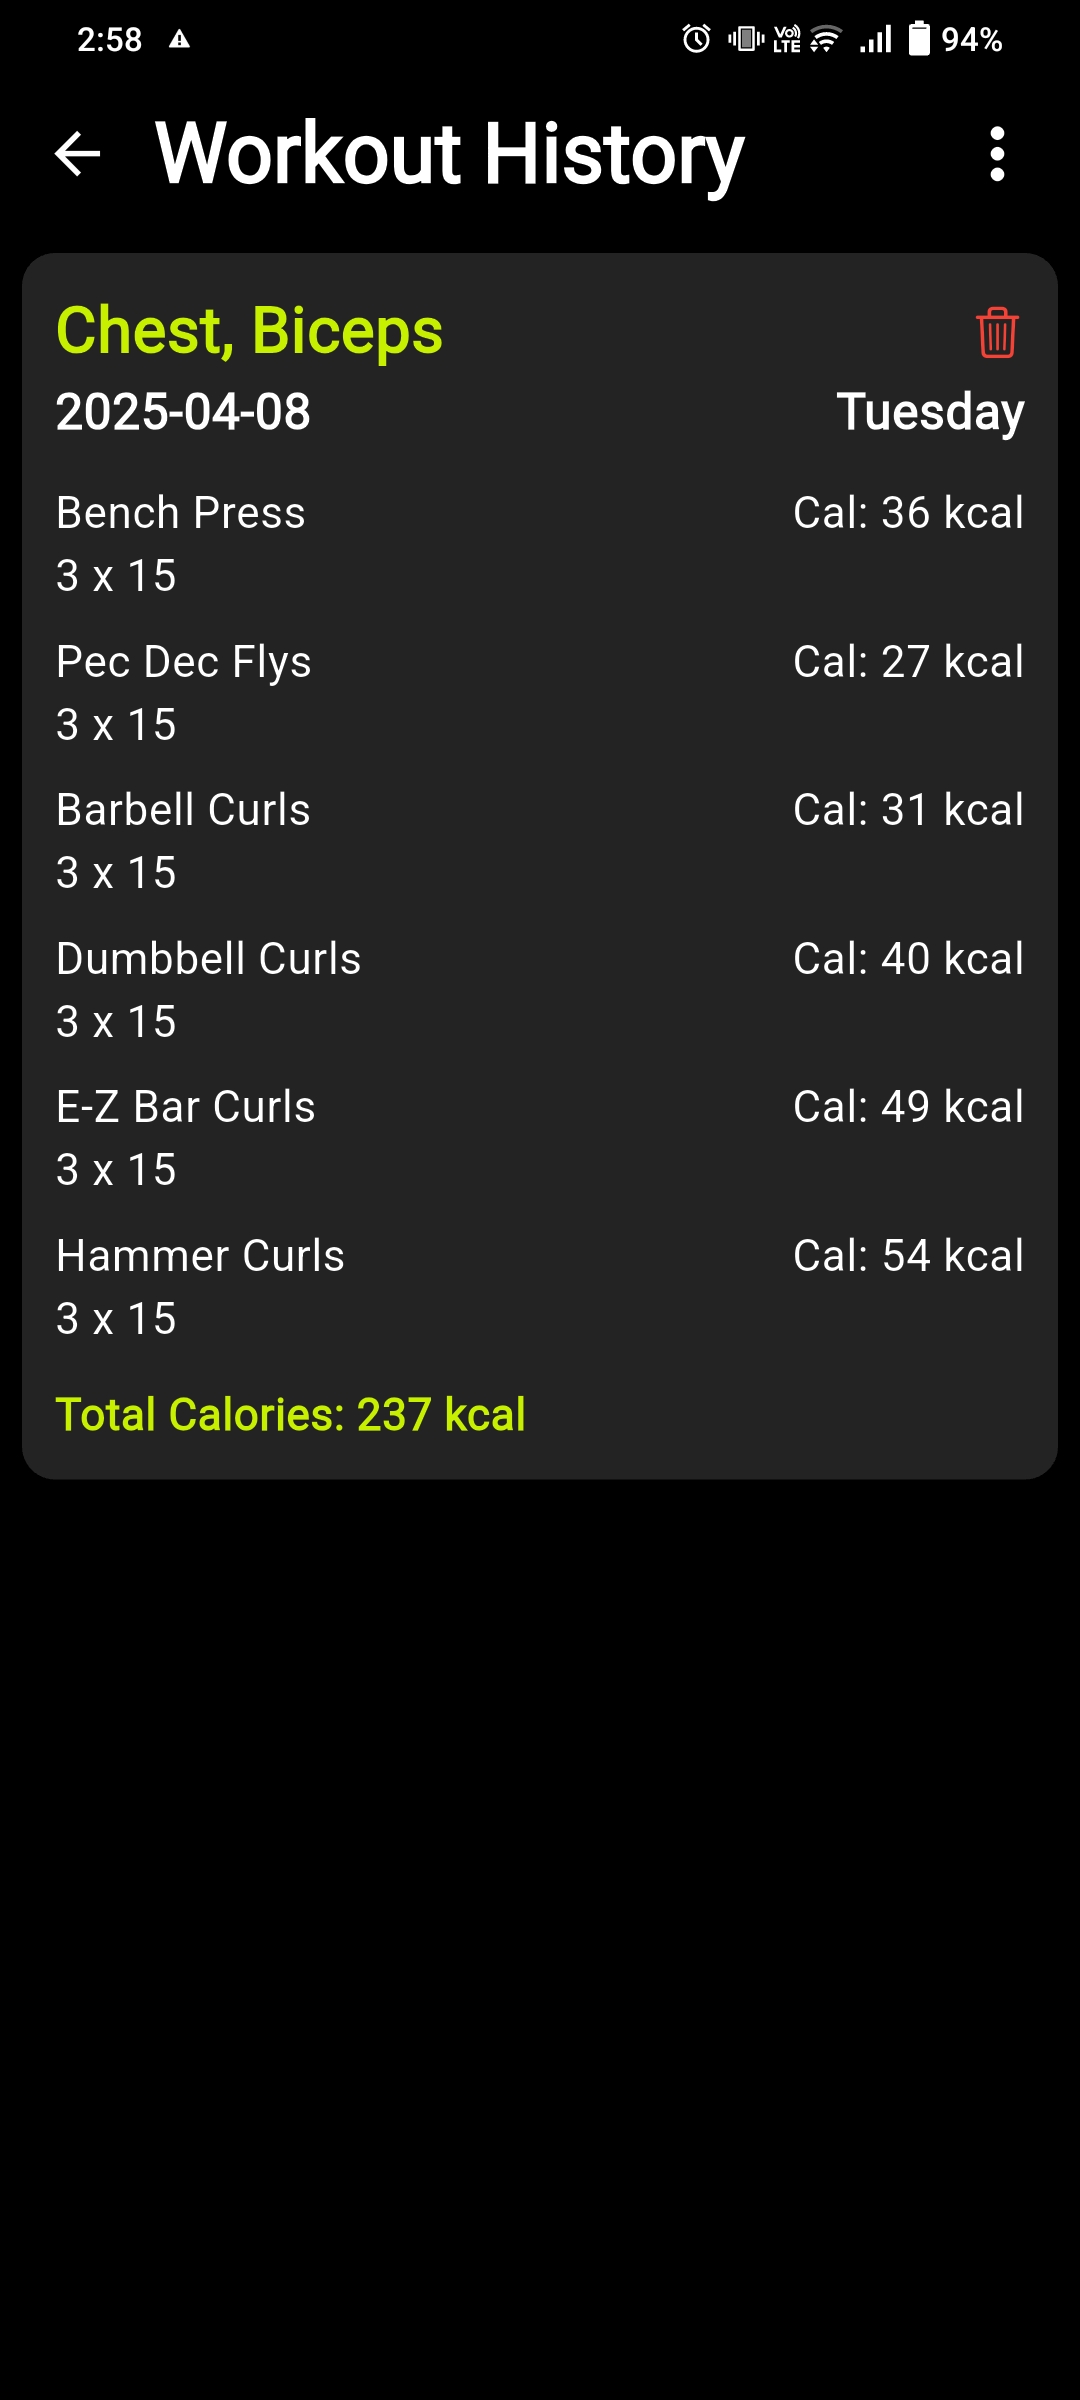 2:58 Vo LTE 94%
Workout History
Chest, Biceps
2025-04-08 Tuesday
Bench Press Cal: 36 kcal
3 x 15
Pec Dec Flys Cal: 27 kcal
3 x 15
Barbell Curls Cal: 31 kcal
3 x 15
Dumbbell Curls Cal: 40 kcal
3 x 15
E-Z Bar Curls Cal: 49 kcal
3 x 15
Hammer Curls Cal: 54 kcal
3 x 15
Total Calories: 237 kcal